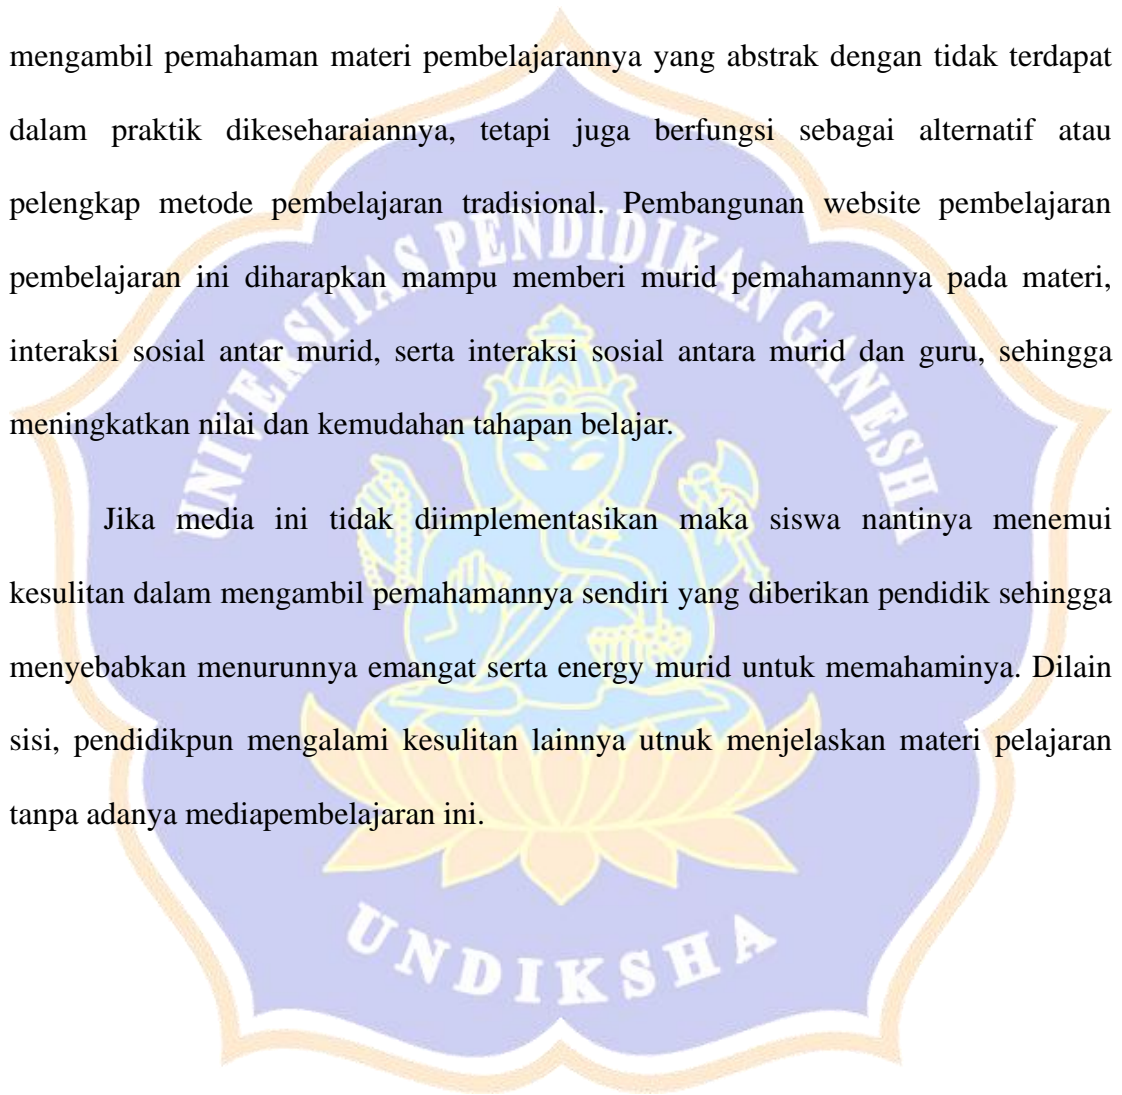 mengambil pemahaman materi pembelajarannya yang abstrak dengan tidak terdapat
dalam praktik dikeseharaiannya, tetapi juga berfungsi sebagai alternatif atau
pelengkap metode pembelajaran tradisional. Pembangunan website pembelajaran
pembelajaran ini diharapkan mampu memberi murid pemahamannya pada materi,
interaksi sosial antar murid, serta interaksi sosial antara murid dan guru, sehingga
meningkatkan nilai dan kemudahan tahapan belajar.
Jika media ini tidak diimplementasikan maka siswa nantinya menemui
kesulitan dalam mengambil pemahamannya sendiri yang diberikan pendidik sehingga
menyebabkan menurunnya emangat serta energy murid untuk memahaminya. Dilain
sisi, pendidikpun mengalami kesulitan lainnya utnuk menjelaskan materi pelajaran
tanpa adanya mediapembelajaran ini.
UNIVERSITAS PENDIDIKAN GANESHA
UNDIKSHA